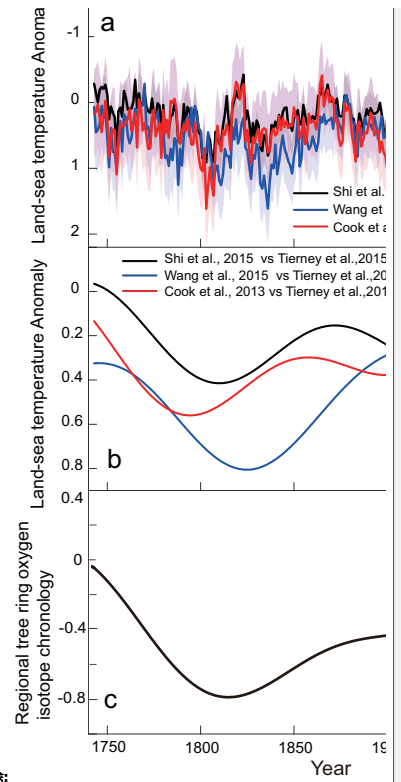 a
Land-sea temperature Anoma
-1
0
1
2
Shi et al.
Wang et
Cook et a
Shi et al., 2015 vs Tierney et al.,2015
Wang et al., 2015 vs Tierney et al.,20
Cook et al., 2013 vs Tierney et al.,201
Land-sea temperature Anomaly
0
0.2
0.4
0.6
0.8
b
Regional tree ring oxygen
isotope chronology
0.4
0
-0.4
-0.8
c
1750 1800 1850 19
Year